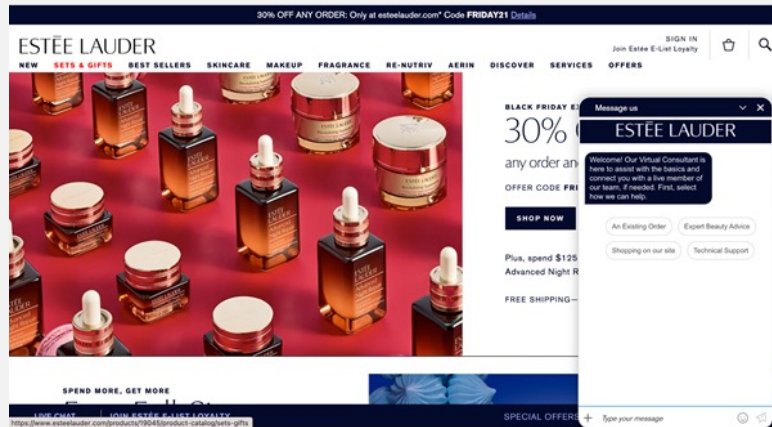 30% OFF ANY ORDER: Only at esteelauder.com* Code FRIDAY21 Details
ESTĒE LAUDER
SIGN IN
Join Estée E-List Loyalty
NEW SETS & GIFTS BEST SELLERS SKINCARE MAKEUP FRAGRANCE RE-NUTRIV AERIN DISCOVER SERVICES OFFERS
BLACK FRIDAY
30%
any order an
OFFER CODE
SHOP NOW
Plus, spend $125
Advanced Night R
FREE SHIPPING—
Message us
ESTĒE LAUDER
Welcome! Our Virtual Consultant is
here to assist with the basics and
connect you with a live member of
our team, if needed. First, select
how we can help.
An Existing Order
Expert Beauty Advice
Shopping on our site
Technical Support
SPEND MORE, GET MORE
LIVE CHAT
JOIN ESTÉE E-LIST LOYALTY
SPECIAL OFFERS
Type your message
https://www.esteelauder.com/products/19045/product-catalog/sets-gifts